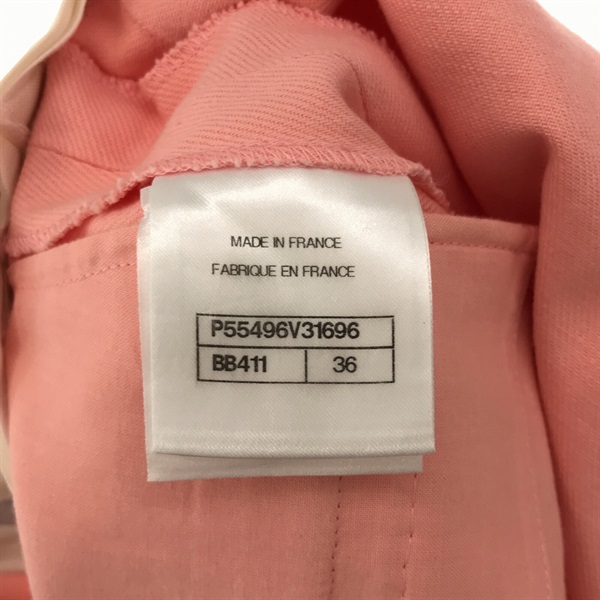 MADE IN FRANCE
FABRIQUE EN FRANCE
P55496V31696
BB411 36